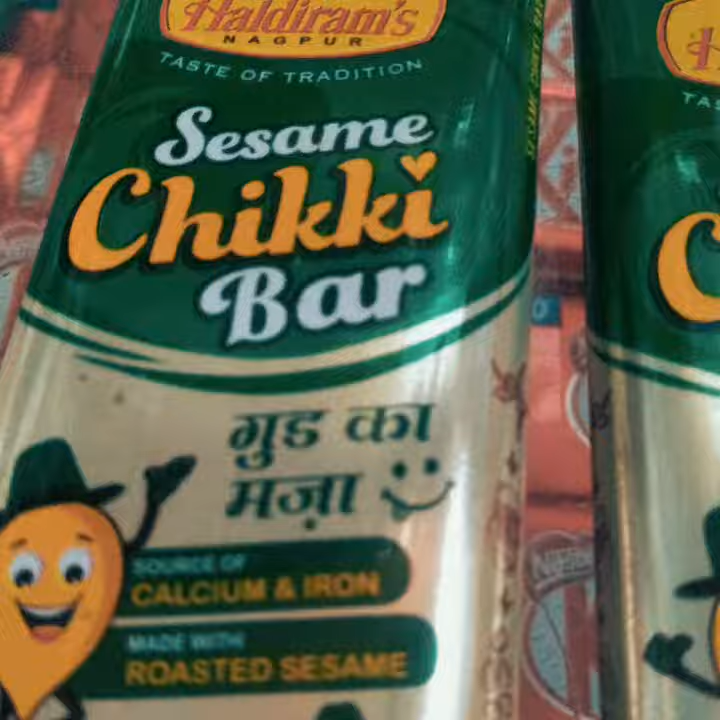 Haldiram's
NAGPUR
TASTE OF TRADITION
Sesame
Chikki
Bar
गुड का
मज़ा
SOURCE OF
CALCIUM & IRON
MADE WITH
ROASTED SESAME